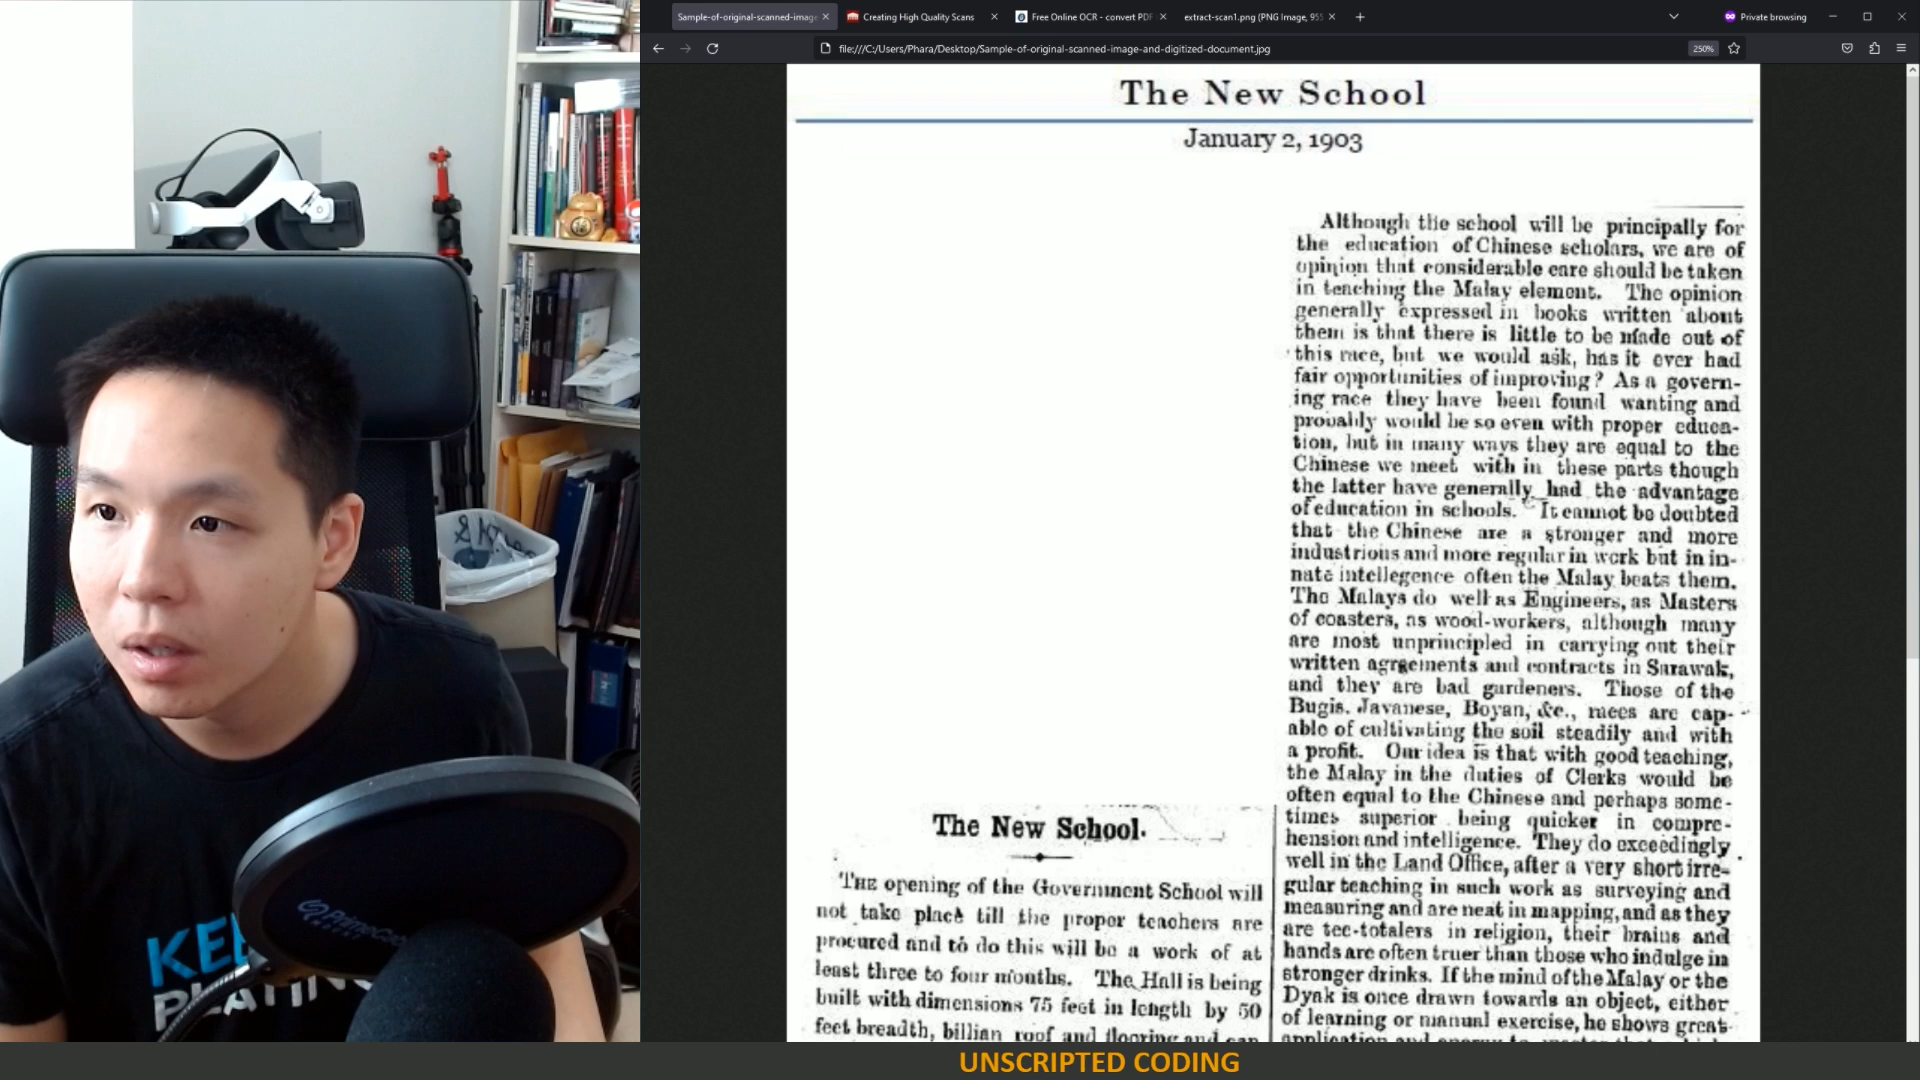 Sample-of-original-scanned-image
Creating High Quality Scans
Free Online OCR - convert PDF
extract-scan1.png (PNG Image, 955
Private browsing
file:///C:/Users/Phara/Desktop/Sample-of-original-scanned-image-and-digitized-document.jpg
250%
The New School
January 2, 1903
The New School.
THE opening of the Government School will
not take place till the proper teachers are
procured and to do this will be a work of at
least three to four months. The Hall is being
built with dimensions 75 feet in length by 50
feet breadth, billian roof and flooring and can
Although the school will be principally for
the education of Chinese scholars, we are of
opinion that considerable care should be taken
in teaching the Malay element. The opinion
generally expressed in books written about
them is that there is little to be made out of
this race, but we would ask, has it ever had
fair opportunities of improving? As a govern-
ing race they have been found wanting and
probably would be so even with proper educa-
tion, but in many ways they are equal to the
Chinese we meet with in these parts though
the latter have generally had the advantage
of education in schools. It cannot be doubted
that the Chinese are a stronger and more
industrious and more regular in work but in in-
nate intellegence often the Malay beats them.
The Malays do well as Engineers, as Masters
of coasters, as wood-workers, although many
are most unprincipled in carrying out their
written agreements and contracts in Sarawak,
and they are bad gardeners. Those of the
Bugis, Javanese, Boyan, &c., races are cap-
able of cultivating the soil steadily and with
a profit. Our idea is that with good teaching,
the Malay in the duties of Clerks would be
often equal to the Chinese and perhaps some-
times superior being quicker in compre-
hension and intelligence. They do exceedingly
well in the Land Office, after a very short irre-
gular teaching in such work as surveying and
measuring and are neat in mapping, and as they
are tee-totalers in religion, their brains and
hands are often truer than those who indulge in
stronger drinks. If the mind of the Malay or the
Dyak is once drawn towards an object, either
of learning or manual exercise, he shows great
application and energy to master that which
PLATIN
UNSCRIPTED CODING